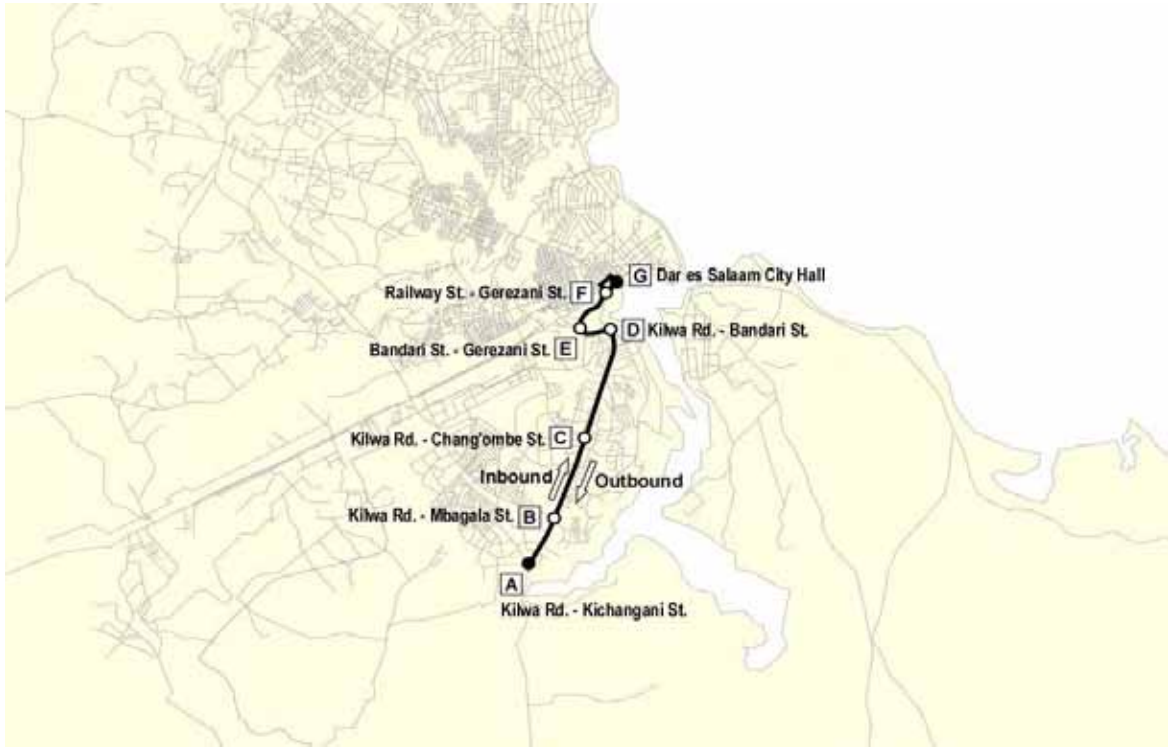 G Dar es Salaam City Hall
Railway St. - Gerezani St. F
D Kilwa Rd. - Bandari St.
Bandari St. - Gerezani St. E
Kilwa Rd. - Chang'ombe St. C
Inbound
Outbound
Kilwa Rd. - Mbagala St. B
A
Kilwa Rd. - Kichangani St.